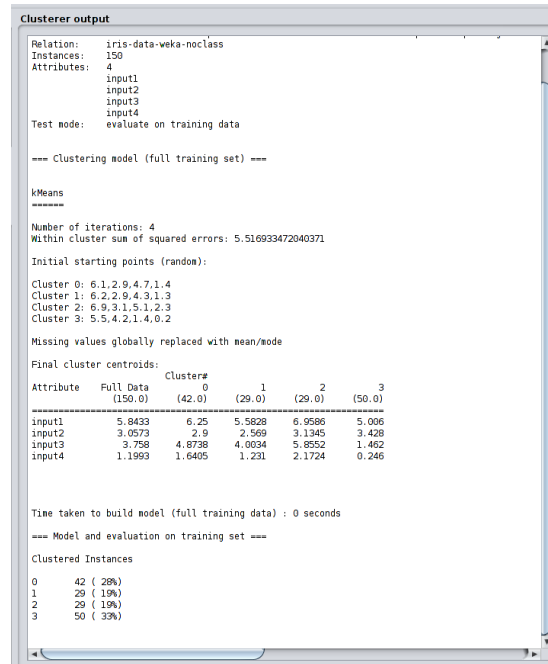 Clusterer output
Relation: iris-data-weka-noclass
Instances: 150
Attributes: 4
input1
input2
input3
input4
Test mode: evaluate on training data
=== Clustering model (full training set) ===
kMeans
======
Number of iterations: 4
Within cluster sum of squared errors: 5.516933472040371
Initial starting points (random):
Cluster 0: 6.1,2.9,4.7,1.4
Cluster 1: 6.2,2.9,4.3,1.3
Cluster 2: 6.9,3.1,5.1,2.3
Cluster 3: 5.5,4.2,1.4,0.2
Missing values globally replaced with mean/mode
Final cluster centroids:
Cluster#
Attribute Full Data 0 1 2 3
(150.0) (42.0) (29.0) (29.0) (50.0)
==================================================================
input1 5.8433 6.25 5.5828 6.9586 5.006
input2 3.0573 2.9 2.569 3.1345 3.428
input3 3.758 4.8738 4.0034 5.8552 1.462
input4 1.1993 1.6405 1.231 2.1724 0.246
Time taken to build model (full training data) : 0 seconds
=== Model and evaluation on training set ===
Clustered Instances
0 42 ( 28%)
1 29 ( 19%)
2 29 ( 19%)
3 50 ( 33%)